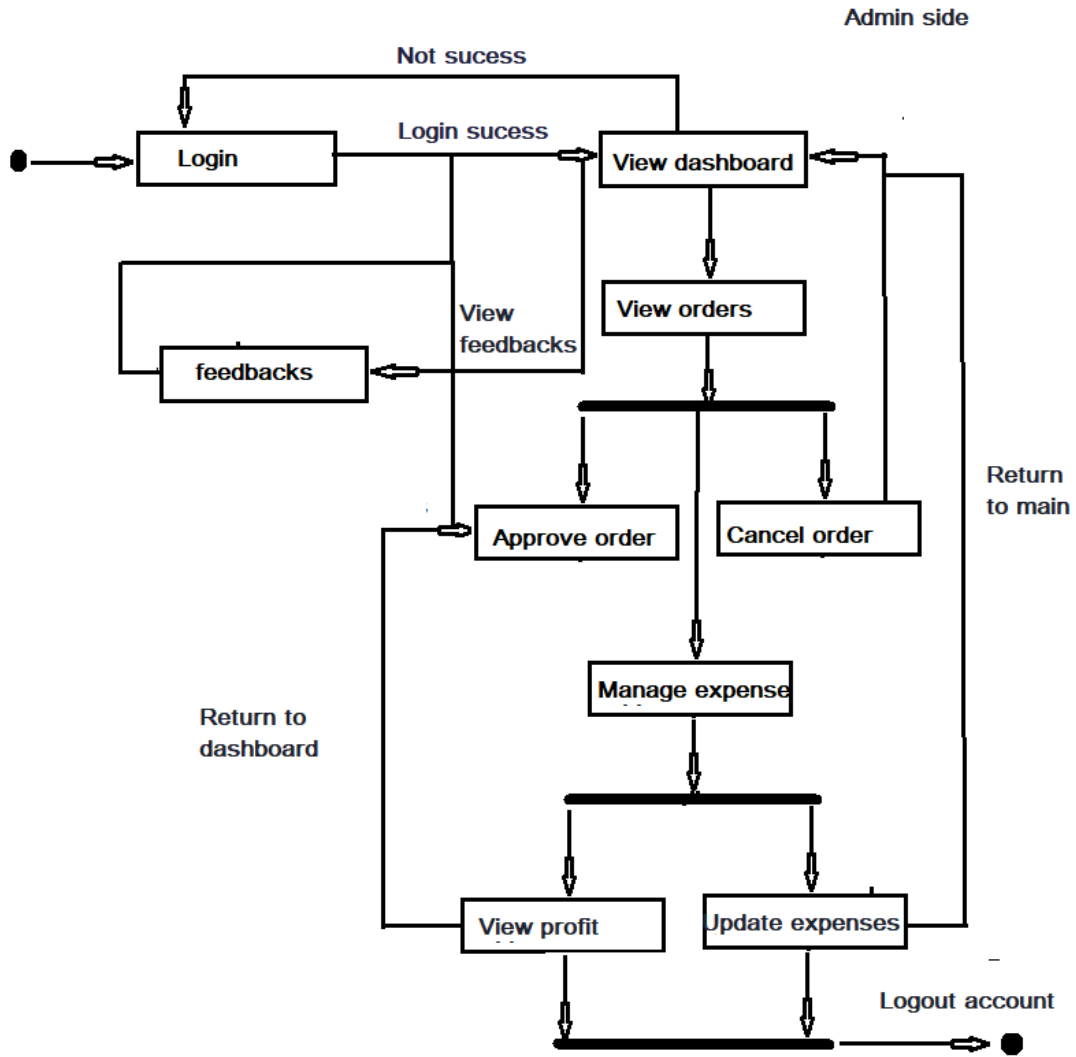 Admin side
Not sucess
Login sucess
Login
View dashboard
View orders
View
feedbacks
feedbacks
Return
to main
Approve order
Cancel order
Manage expense
Return to
dashboard
View profit
Update expenses
Logout account